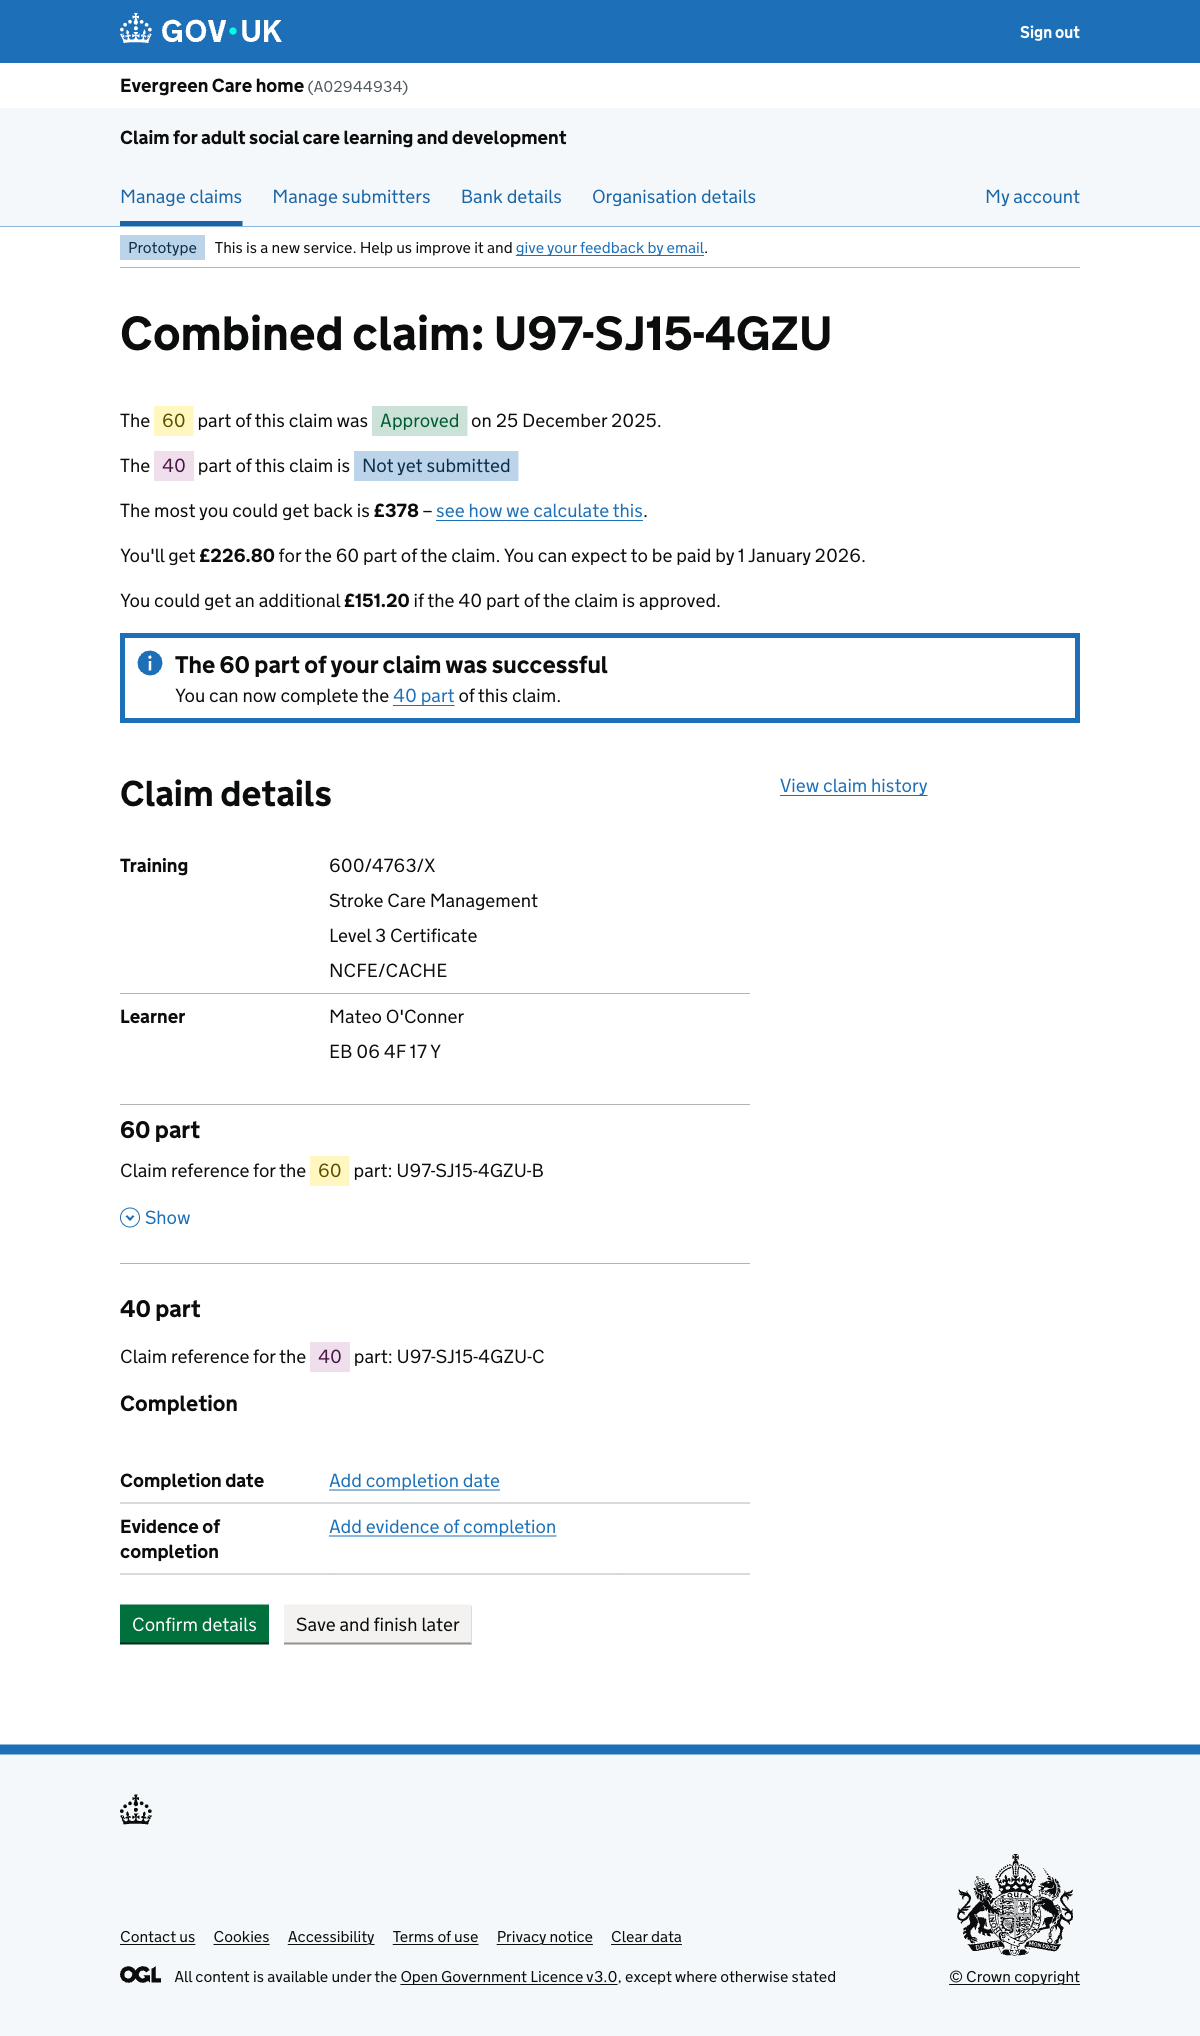 GOV·UK
Sign out
Evergreen Care home (A02944934)
Claim for adult social care learning and development
Manage claims Manage submitters Bank details Organisation details My account
Prototype This is a new service. Help us improve it and give your feedback by email.
Combined claim: U97-SJ15-4GZU
The 60 part of this claim was Approved on 25 December 2025.
The 40 part of this claim is Not yet submitted
The most you could get back is £378 – see how we calculate this.
You'll get £226.80 for the 60 part of the claim. You can expect to be paid by 1 January 2026.
You could get an additional £151.20 if the 40 part of the claim is approved.
The 60 part of your claim was successful
You can now complete the 40 part of this claim.
Claim details
View claim history
Training 600/4763/X
Stroke Care Management
Level 3 Certificate
NCFE/CACHE
Learner Mateo O'Conner
EB 06 4F 17 Y
60 part
Claim reference for the 60 part: U97-SJ15-4GZU-B
Show
40 part
Claim reference for the 40 part: U97-SJ15-4GZU-C
Completion
Completion date Add completion date
Evidence of completion Add evidence of completion
Confirm details Save and finish later
Contact us Cookies Accessibility Terms of use Privacy notice Clear data
OGL All content is available under the Open Government Licence v3.0, except where otherwise stated
© Crown copyright